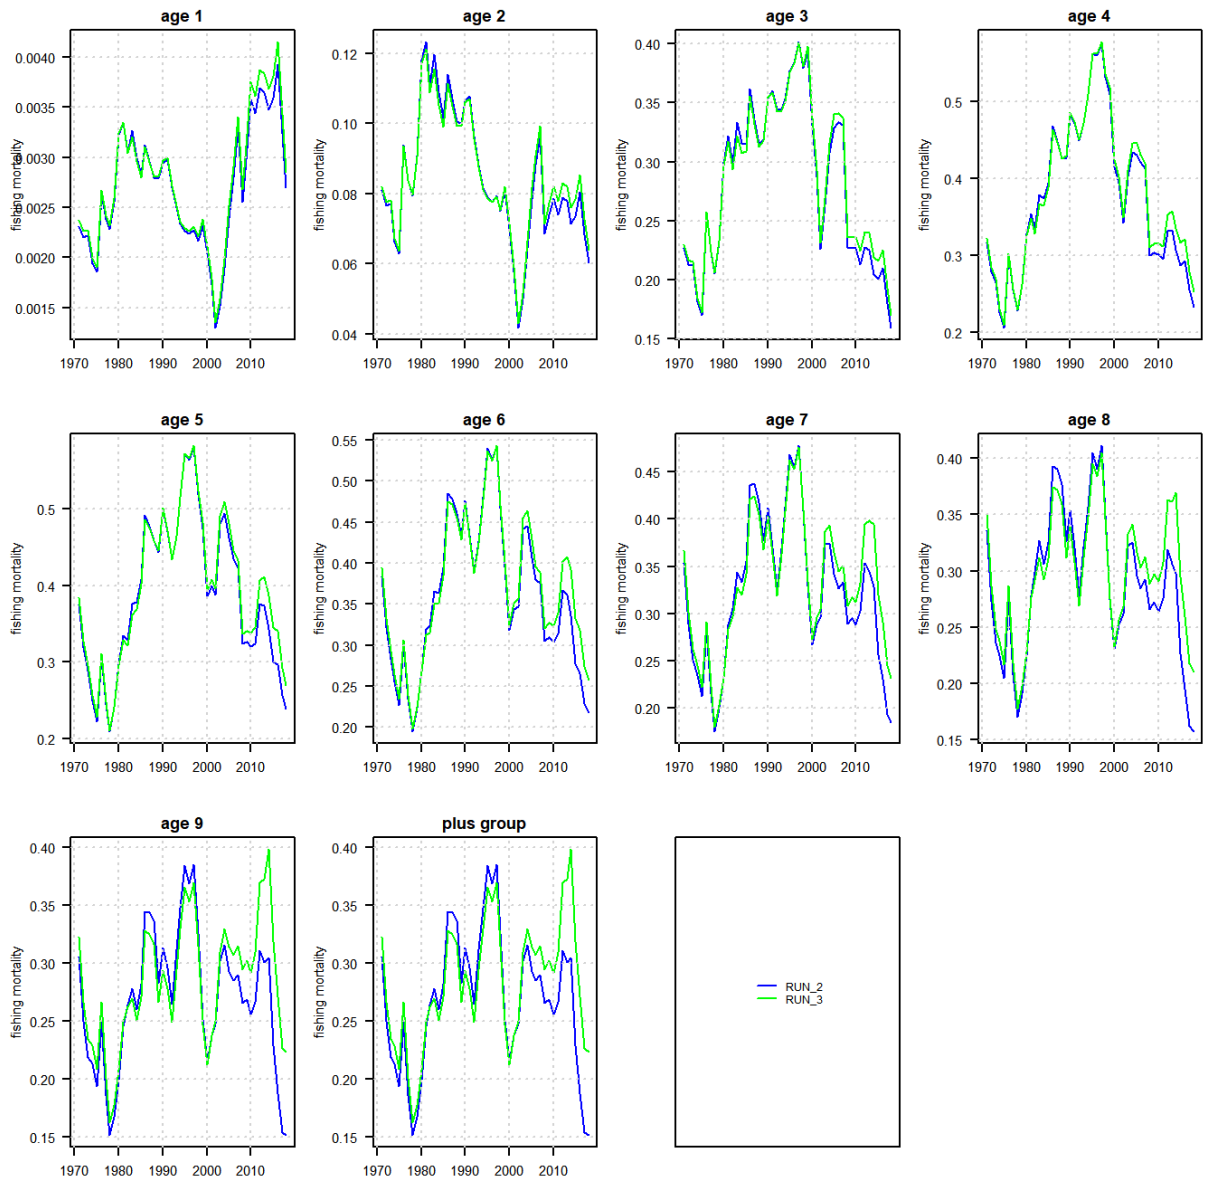 age 1
fishing mortality
0.0040
0.0035
0.0030
0.0025
0.0020
0.0015
1970 1980 1990 2000 2010
age 2
fishing mortality
0.12
0.10
0.08
0.06
0.04
1970 1980 1990 2000 2010
age 3
fishing mortality
0.40
0.35
0.30
0.25
0.20
0.15
1970 1980 1990 2000 2010
age 4
fishing mortality
0.5
0.4
0.3
0.2
1970 1980 1990 2000 2010
age 5
fishing mortality
0.5
0.4
0.3
0.2
1970 1980 1990 2000 2010
age 6
fishing mortality
0.55
0.50
0.45
0.40
0.35
0.30
0.25
0.20
1970 1980 1990 2000 2010
age 7
fishing mortality
0.45
0.40
0.35
0.30
0.25
0.20
1970 1980 1990 2000 2010
age 8
fishing mortality
0.40
0.35
0.30
0.25
0.20
0.15
1970 1980 1990 2000 2010
age 9
fishing mortality
0.40
0.35
0.30
0.25
0.20
0.15
1970 1980 1990 2000 2010
plus group
fishing mortality
0.40
0.35
0.30
0.25
0.20
0.15
1970 1980 1990 2000 2010
RUN_2
RUN_3